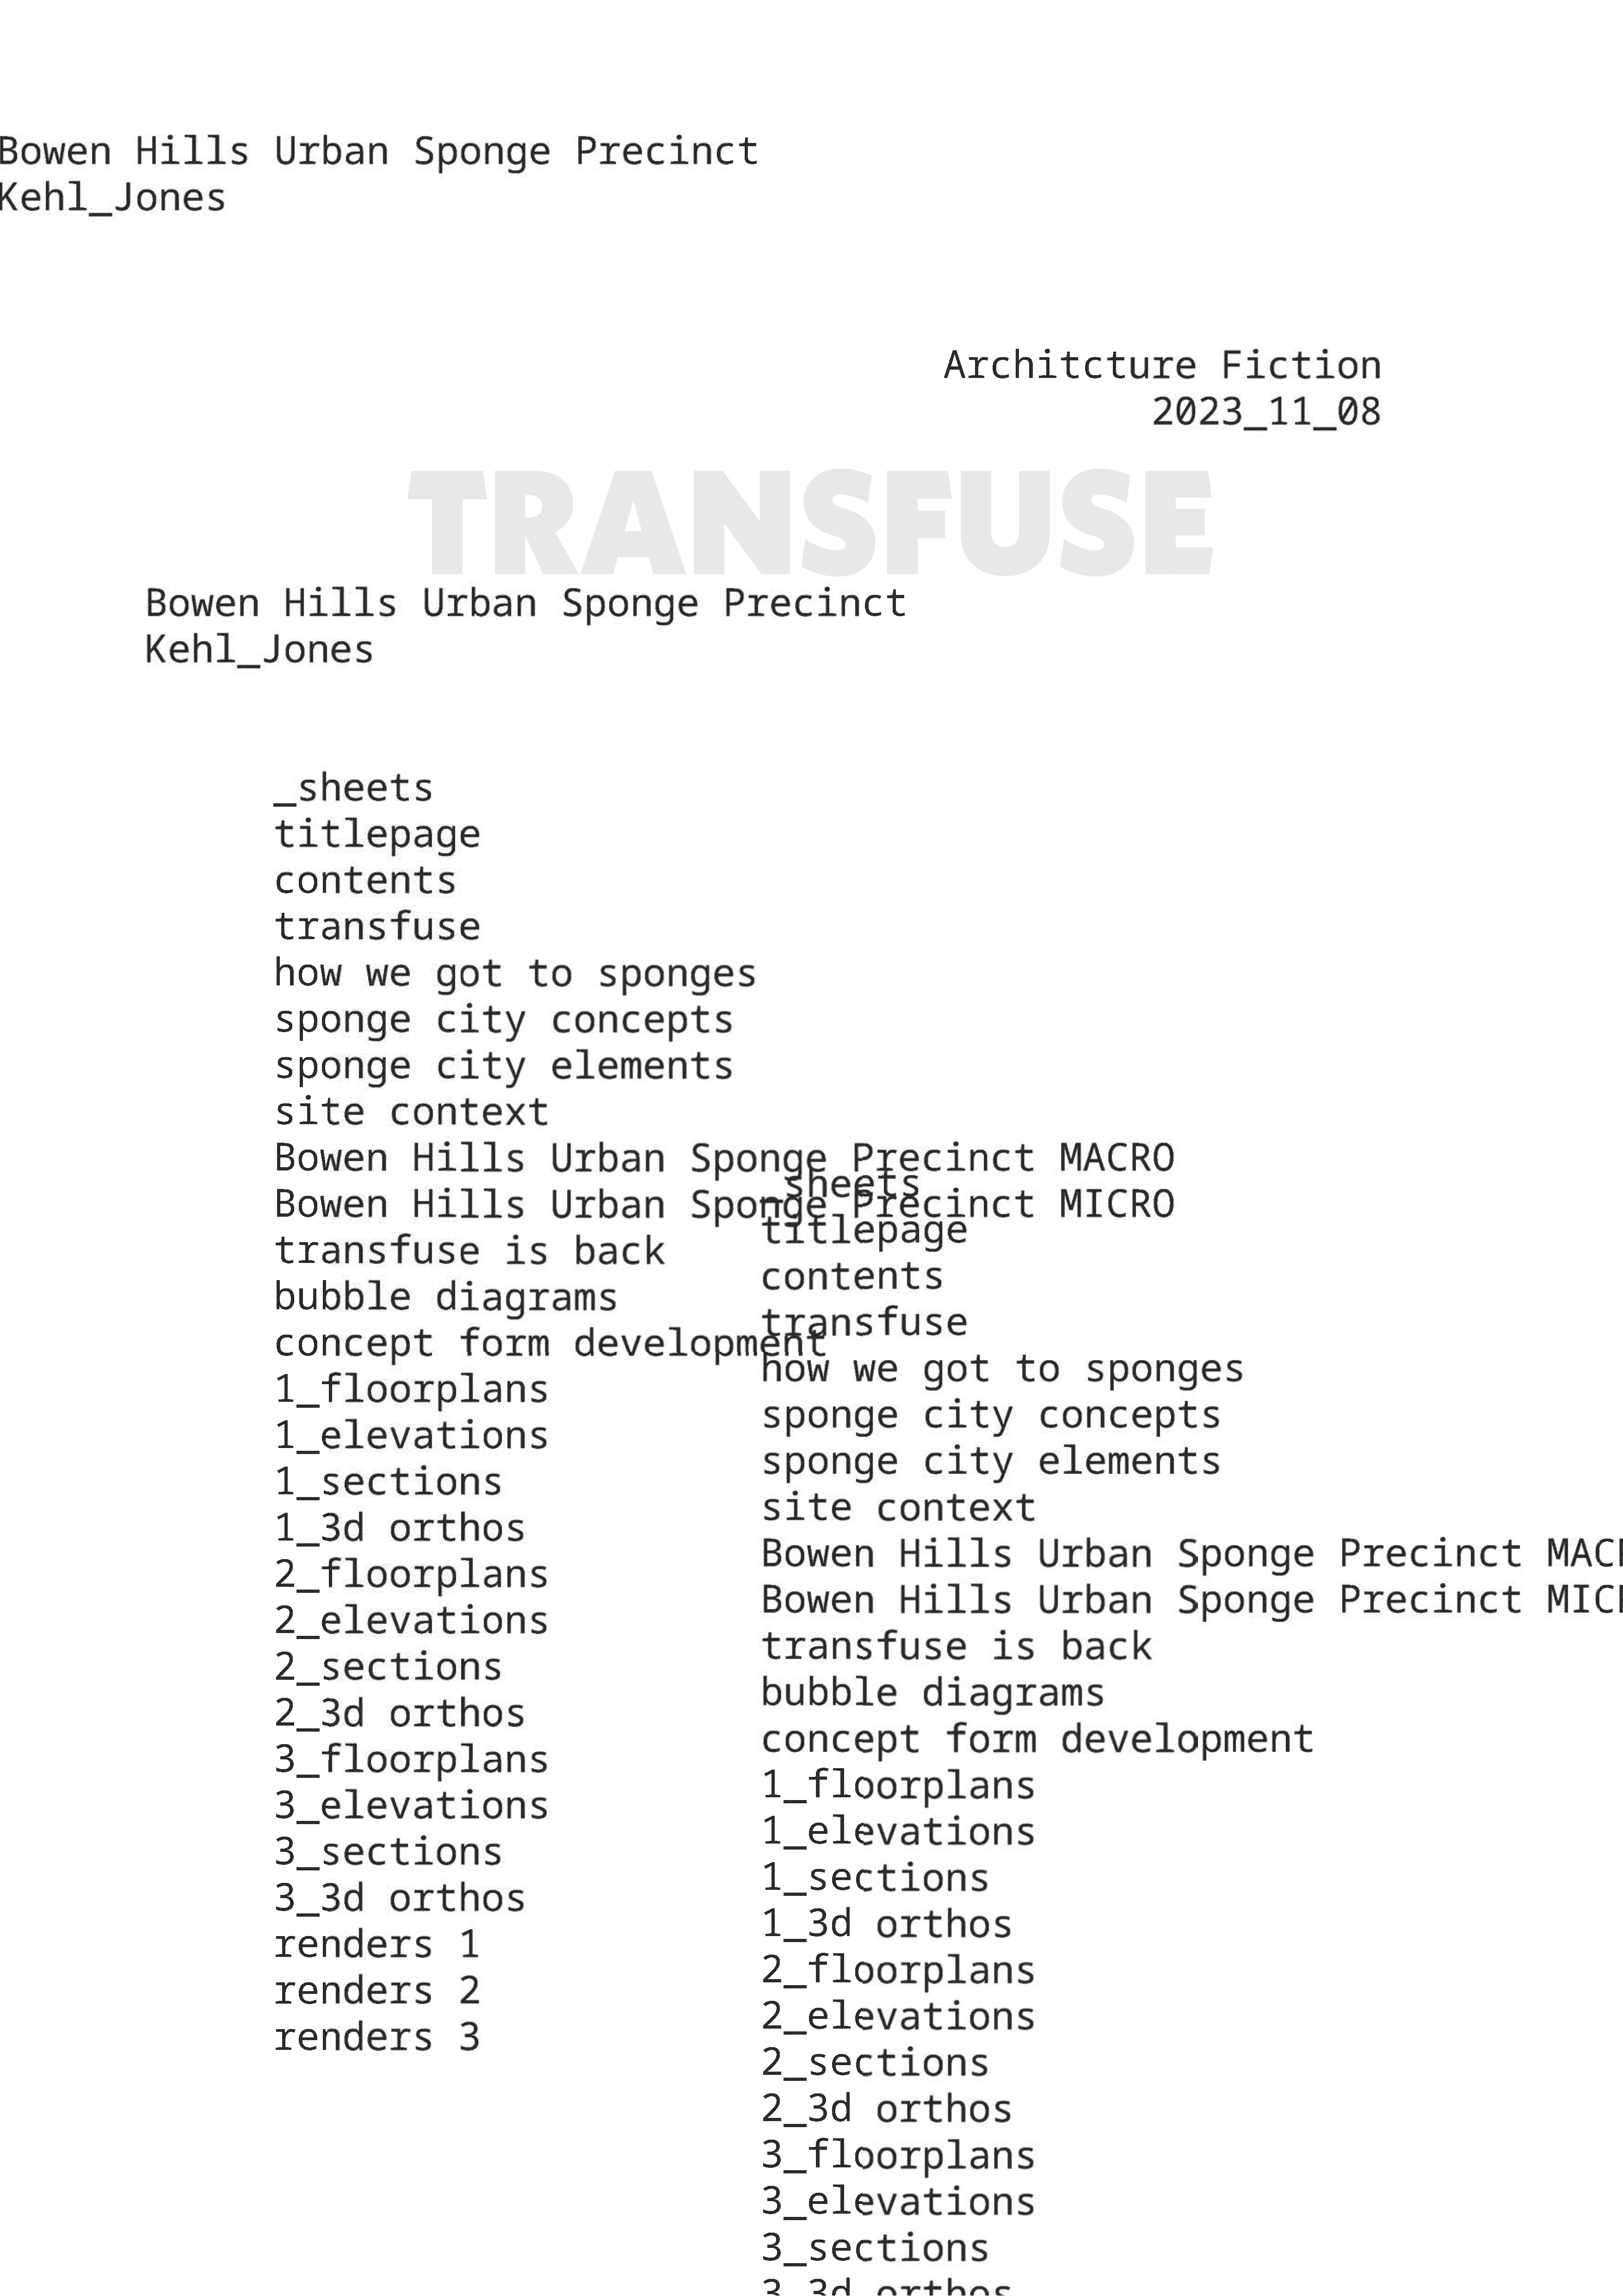 Bowen Hills Urban Sponge Precinct
Kehl_Jones
Architcture Fiction
2023_11_08
TRANSFUSE
Bowen Hills Urban Sponge Precinct
Kehl_Jones
_sheets
titlepage
contents
transfuse
how we got to sponges
sponge city concepts
sponge city elements
site context
Bowen Hills Urban Sponge Precinct MACRO
Bowen Hills Urban Sponge Precinct MICRO
transfuse is back
bubble diagrams
concept form development
1_floorplans
1_elevations
1_sections
1_3d orthos
2_floorplans
2_elevations
2_sections
2_3d orthos
3_floorplans
3_elevations
3_sections
3_3d orthos
renders 1
renders 2
renders 3
_sheets
titlepage
contents
transfuse
how we got to sponges
sponge city concepts
sponge city elements
site context
Bowen Hills Urban Sponge Precinct MAC
Bowen Hills Urban Sponge Precinct MIC
transfuse is back
bubble diagrams
concept form development
1_floorplans
1_elevations
1_sections
1_3d orthos
2_floorplans
2_elevations
2_sections
2_3d orthos
3_floorplans
3_elevations
3_sections
3_3d orthos